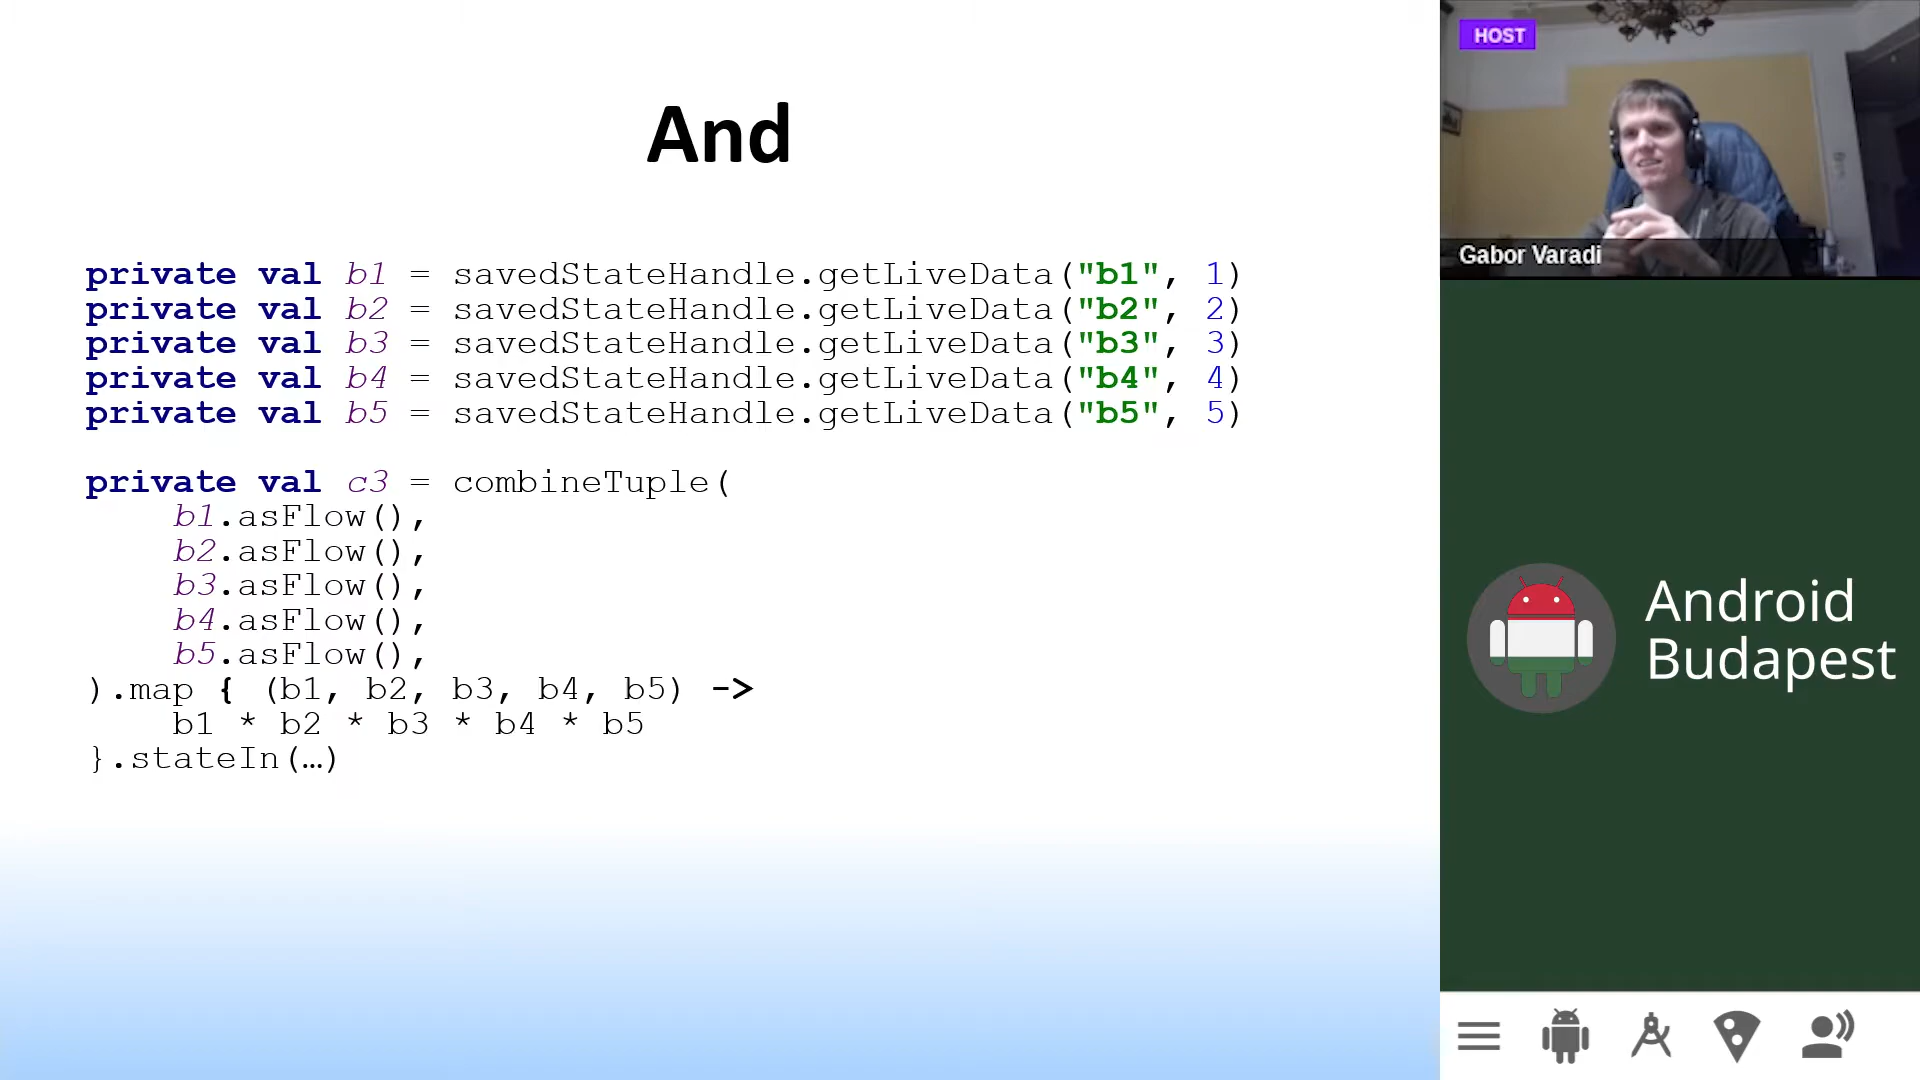 And
private val b1 = savedStateHandle.getLiveData("b1", 1)
private val b2 = savedStateHandle.getLiveData("b2", 2)
private val b3 = savedStateHandle.getLiveData("b3", 3)
private val b4 = savedStateHandle.getLiveData("b4", 4)
private val b5 = savedStateHandle.getLiveData("b5", 5)
private val c3 = combineTuple(
b1.asFlow(),
b2.asFlow(),
b3.asFlow(),
b4.asFlow(),
b5.asFlow(),
).map { (b1, b2, b3, b4, b5) ->
b1 * b2 * b3 * b4 * b5
}.stateIn(…)
HOST
Gabor Varadi
Android
Budapest